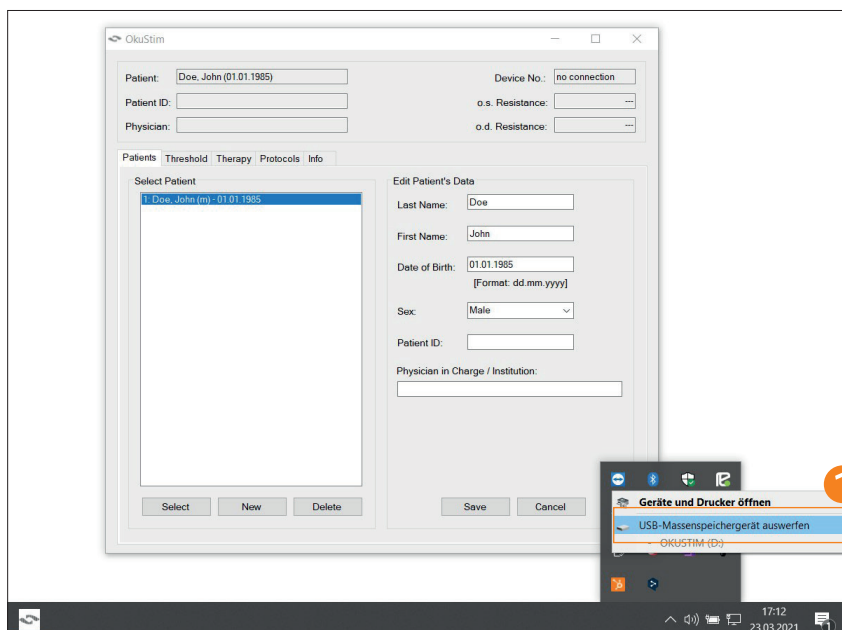 OkuStim
Patient: Doe, John (01.01.1985) Device No.: no connection
Patient ID: o.s. Resistance: ---
Physician: o.d. Resistance: ---
Patients Threshold Therapy Protocols Info
Select Patient
1: Doe, John (m) - 01.01.1985
Select New Delete
Edit Patient's Data
Last Name: Doe
First Name: John
Date of Birth: 01.01.1985
[Format: dd.mm.yyyy]
Sex: Male
Patient ID:
Physician in Charge / Institution:
Save Cancel
1
Geräte und Drucker öffnen
USB-Massenspeichergerät auswerfen
- OKUSTIM (D:)
17:12
23.03.2021
1